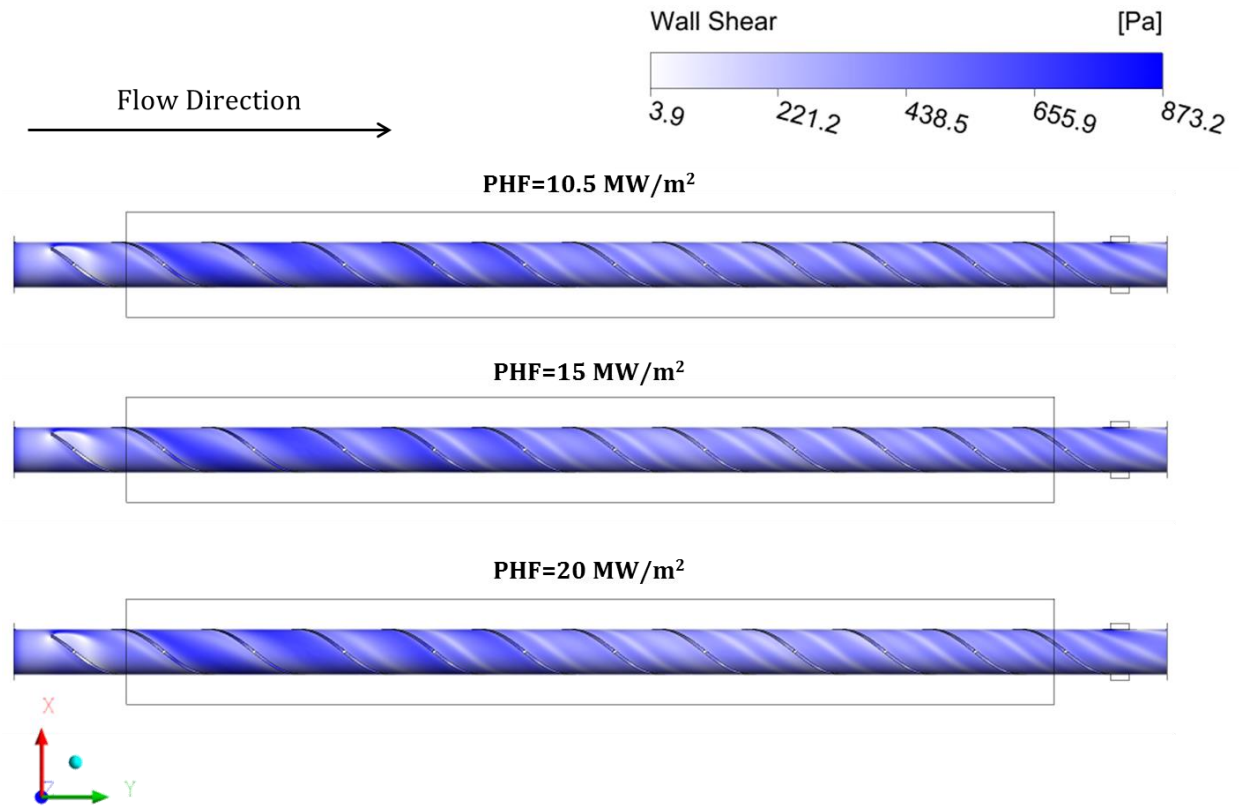 Wall Shear [Pa]
3.9 221.2 438.5 655.9 873.2
Flow Direction
PHF=10.5 MW/m²
PHF=15 MW/m²
PHF=20 MW/m²
X
Z Y